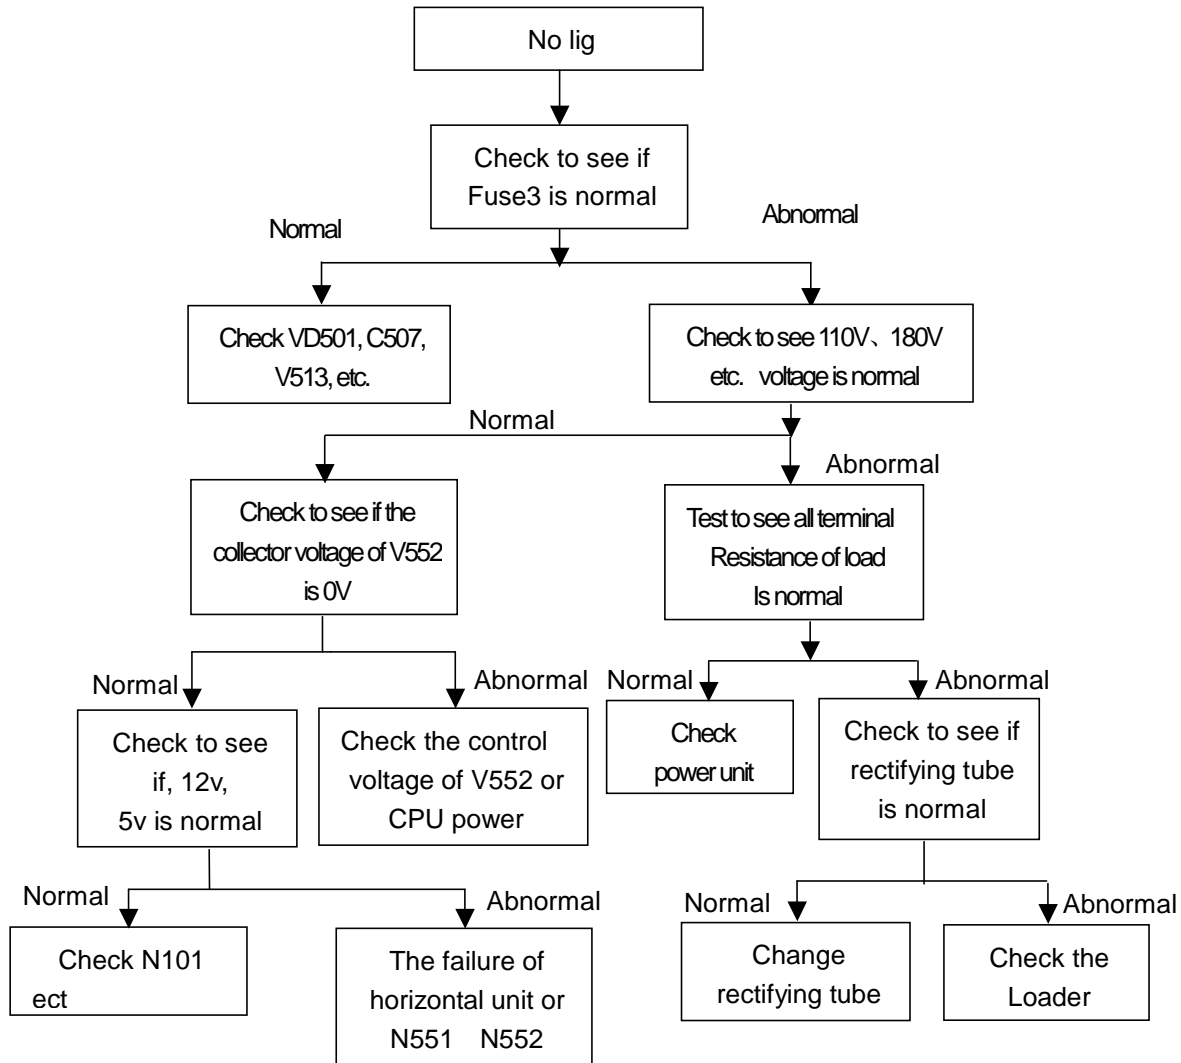 No lig
Check to see if
Fuse3 is normal
Normal
Abnormal
Check VD501, C507,
V513, etc.
Check to see 110V、180V
etc. voltage is normal
Normal
Abnormal
Check to see if the
collector voltage of V552
is 0V
Test to see all terminal
Resistance of load
Is normal
Normal
Abnormal
Normal
Abnormal
Check to see
if, 12v,
5v is normal
Check the control
voltage of V552 or
CPU power
Check
power unit
Check to see if
rectifying tube
is normal
Normal
Abnormal
Normal
Abnormal
Check N101
ect
The failure of
horizontal unit or
N551 N552
Change
rectifying tube
Check the
Loader